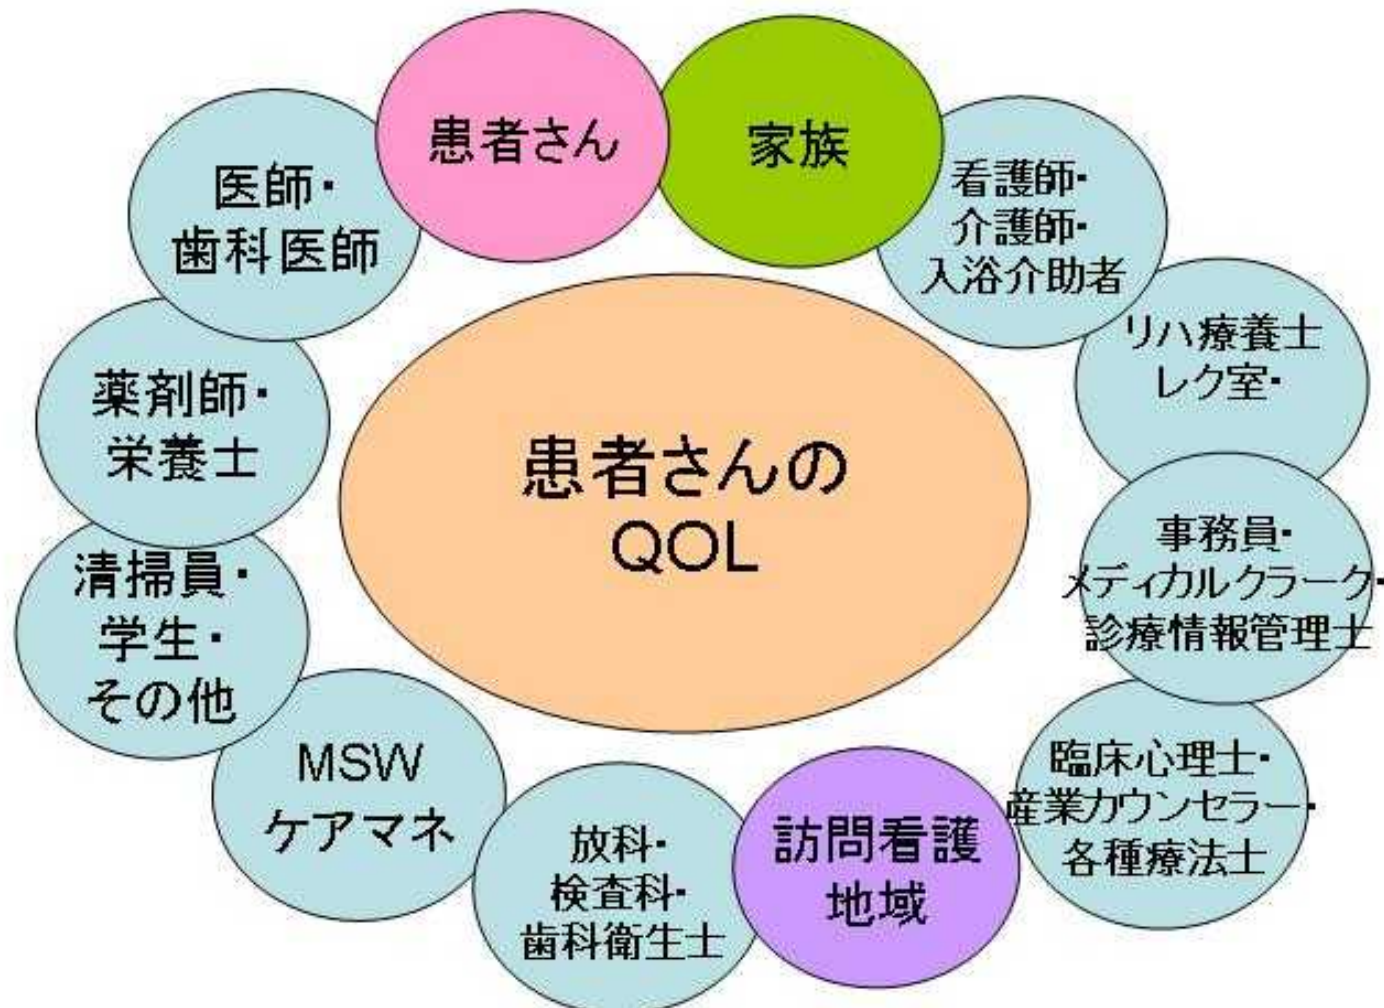 患者さん
家族
医師・
歯科医師
看護師・
介護師・
入浴介助者
リハ療養士
レク室・
薬剤師・
栄養士
患者さんの
QOL
事務員・
メディカルクラーク・
診療情報管理士
清掃員・
学生・
その他
MSW
ケアマネ
臨床心理士・
産業カウンセラー・
各種療法士
放科・
検査科・
歯科衛生士
訪問看護
地域